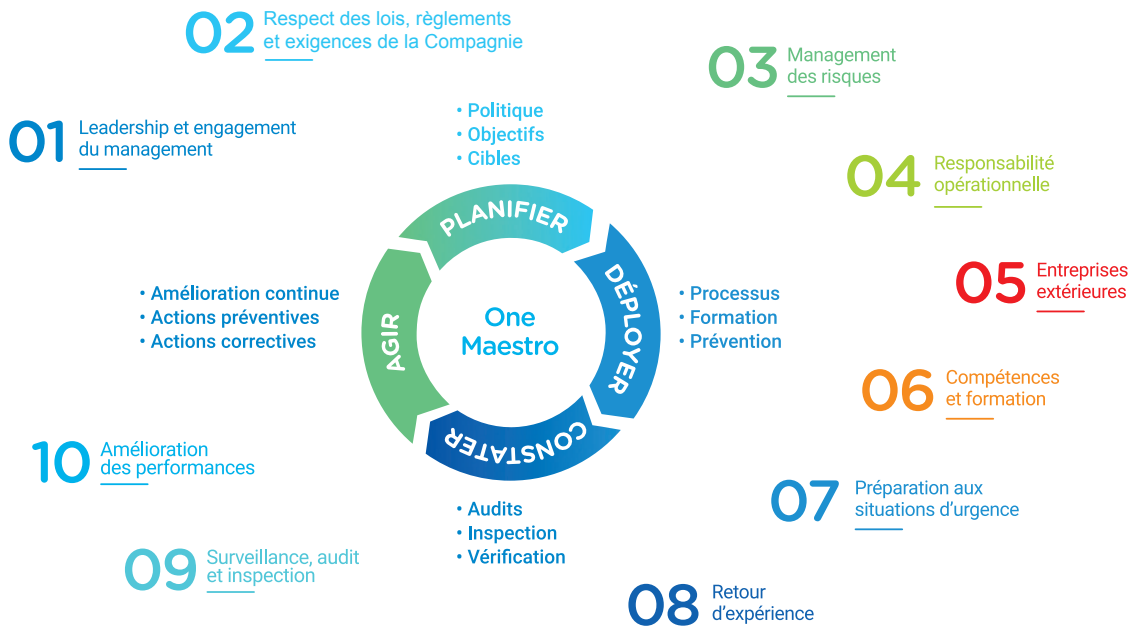 01
Leadership et engagement
du management
02
Respect des lois, règlements
et exigences de la Compagnie
03
Management
des risques
04
Responsabilité
opérationnelle
05
Entreprises
extérieures
06
Compétences
et formation
07
Préparation aux
situations d'urgence
08
Retour
d'expérience
09
Surveillance, audit
et inspection
10
Amélioration
des performances
• Politique
• Objectifs
• Cibles
PLANIFIER
DÉPLOYER
• Processus
• Formation
• Prévention
CONSTATER
• Audits
• Inspection
• Vérification
AGIR
• Amélioration continue
• Actions préventives
• Actions correctives
One
Maestro